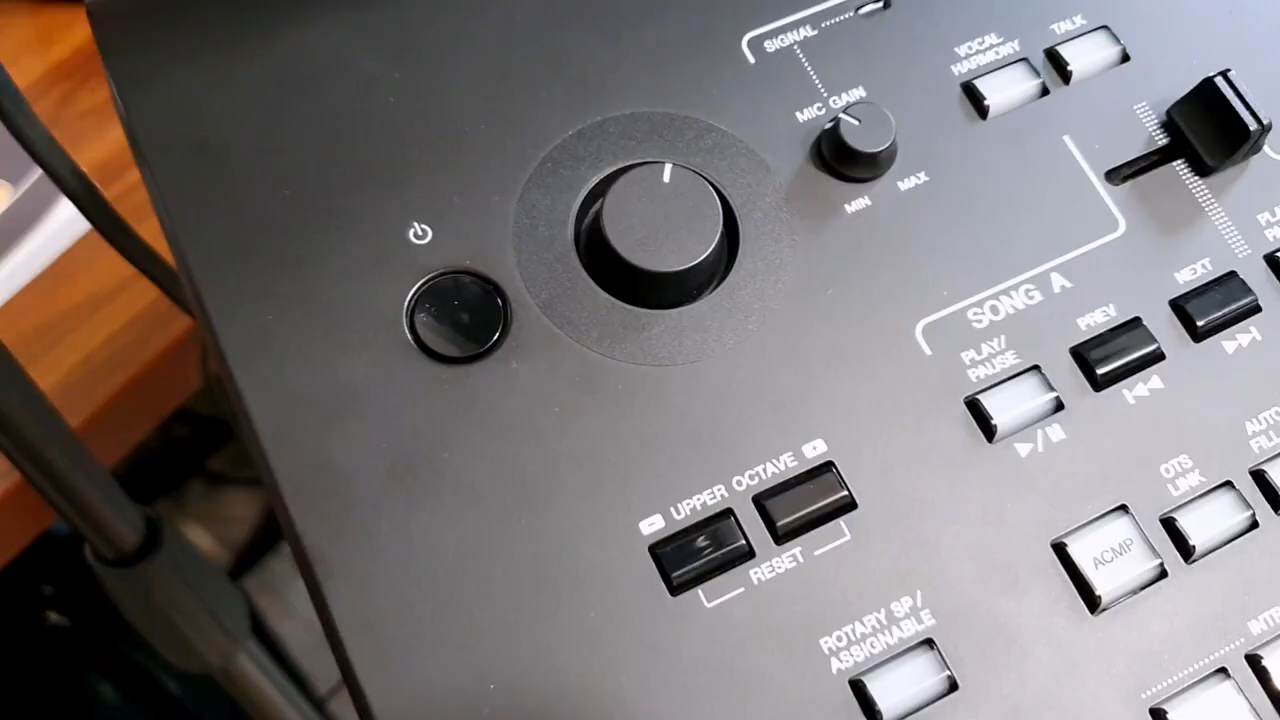 SIGNAL
MIC GAIN
MIN
MAX
VOCAL
HARMONY
TALK
SONG A
PLAY/
PAUSE
PREV
NEXT
UPPER OCTAVE
RESET
OTS
LINK
ACMP
ROTARY SP/
ASSIGNABLE